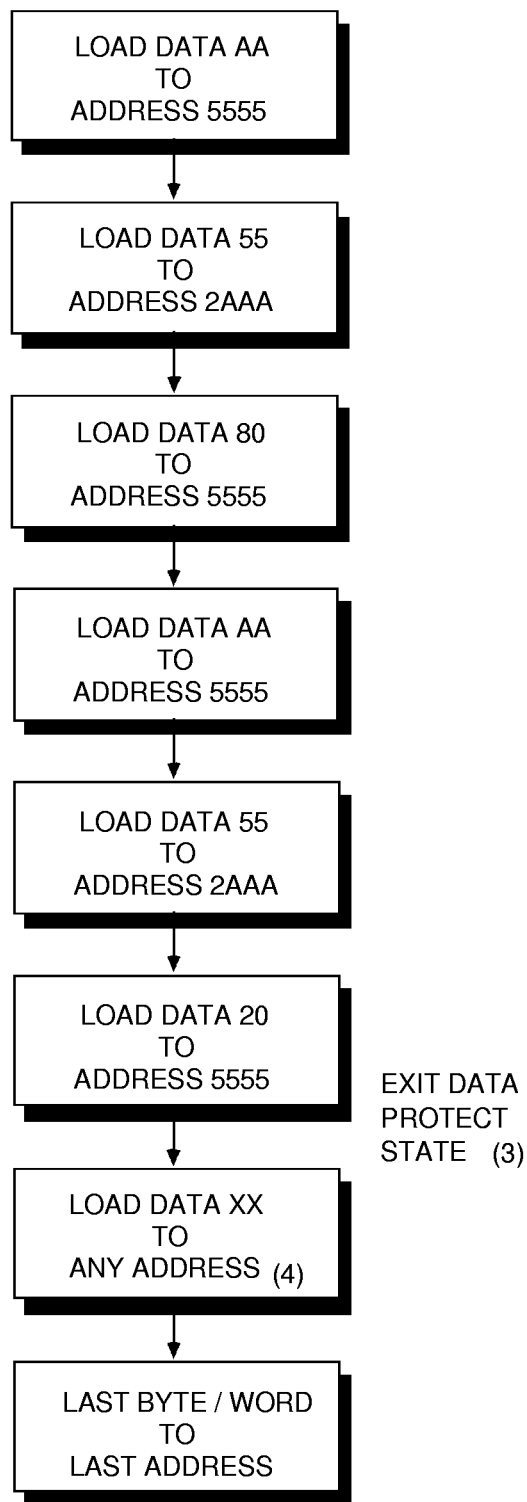 LOAD DATA AA
TO
ADDRESS 5555
LOAD DATA 55
TO
ADDRESS 2AAA
LOAD DATA 80
TO
ADDRESS 5555
LOAD DATA AA
TO
ADDRESS 5555
LOAD DATA 55
TO
ADDRESS 2AAA
LOAD DATA 20
TO
ADDRESS 5555
EXIT DATA
PROTECT
STATE (3)
LOAD DATA XX
TO
ANY ADDRESS (4)
LAST BYTE / WORD
TO
LAST ADDRESS